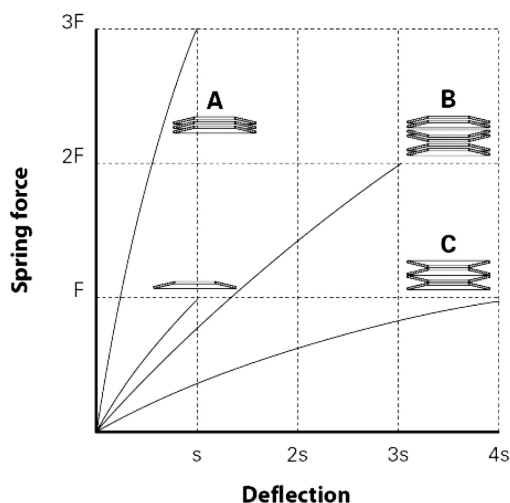 3F
A
B
2F
C
F
Spring force
s
2s
3s
4s
Deflection